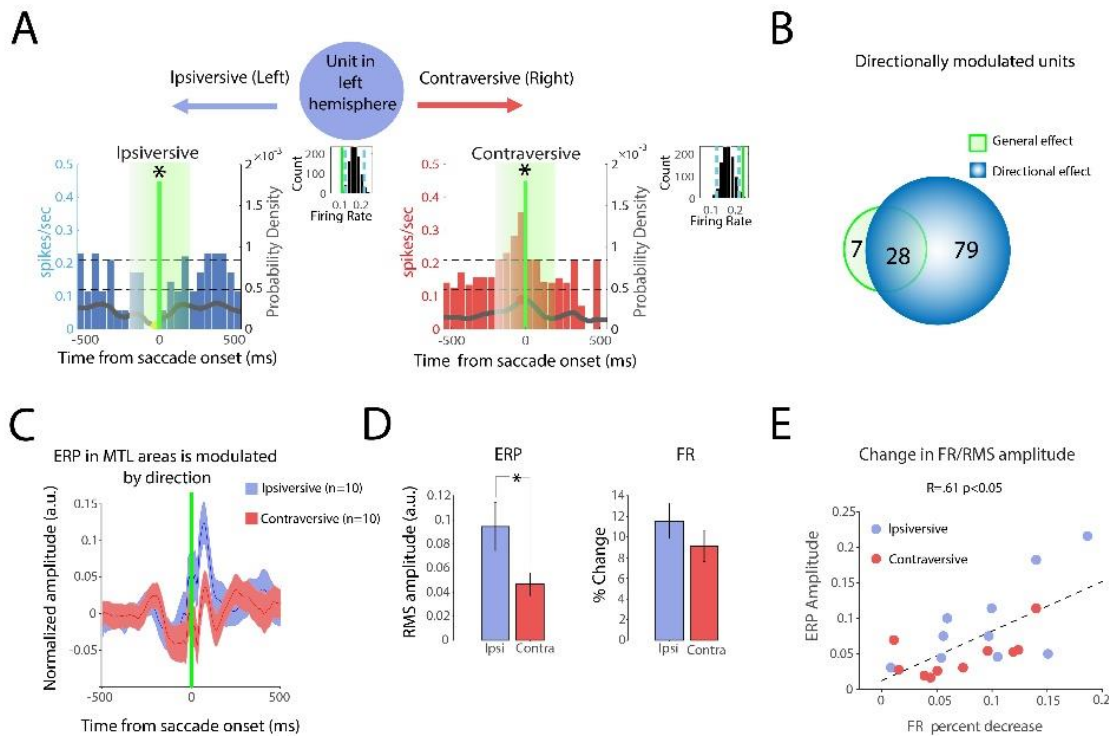 A
Ipsiversive (Left)
Unit in
left
hemisphere
Contraversive (Right)
Ipsiversive
*
0.5
0.4
0.3
0.2
0.1
0
spikes/sec
2 ×10⁻³
1.5
1
0.5
0
Probability Density
-500
0
500
Time from saccade onset (ms)
200
0
Count
0.1 0.2
Firing Rate
Contraversive
*
0.5
0.4
0.3
0.2
0.1
0
spikes/sec
2 ×10⁻³
1.5
1
0.5
0
Probability Density
-500
0
500
Time from saccade onset (ms)
200
0
Count
0.1 0.2
Firing Rate
B
Directionally modulated units
General effect
Directional effect
7
28
79
C
ERP in MTL areas is modulated
by direction
Ipsiversive (n=10)
Contraversive (n=10)
Normalized amplitude (a.u.)
0.15
0.1
0.05
0
-0.05
-500
0
500
Time from saccade onset (ms)
D
ERP
*
RMS amplitude (a.u.)
0.12
0.1
0.08
0.06
0.04
0.02
0
Ipsi
Contra
FR
% Change
14
12
10
8
6
4
2
0
Ipsi
Contra
E
Change in FR/RMS amplitude
R=.61 p<0.05
Ipsiversive
Contraversive
ERP Amplitude
0.25
0.2
0.15
0.1
0.05
0
0
0.05
0.1
0.15
0.2
FR percent decrease